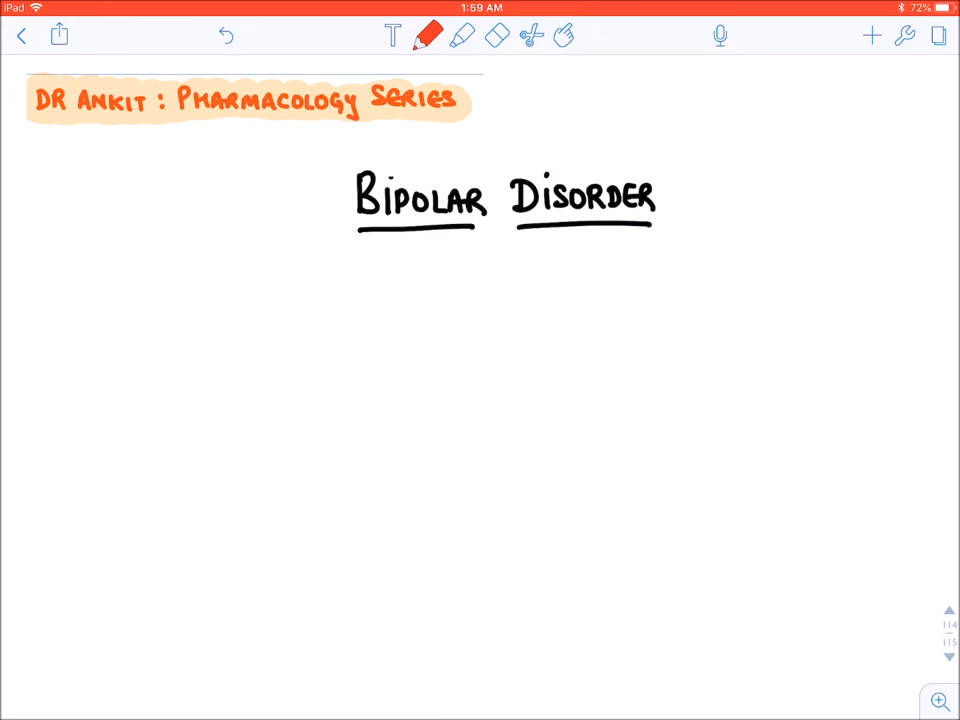 iPad 1:59 AM 72%
T
DR ANKIT : PHARMACOLOGY SERIES
BIPOLAR DISORDER
114
115